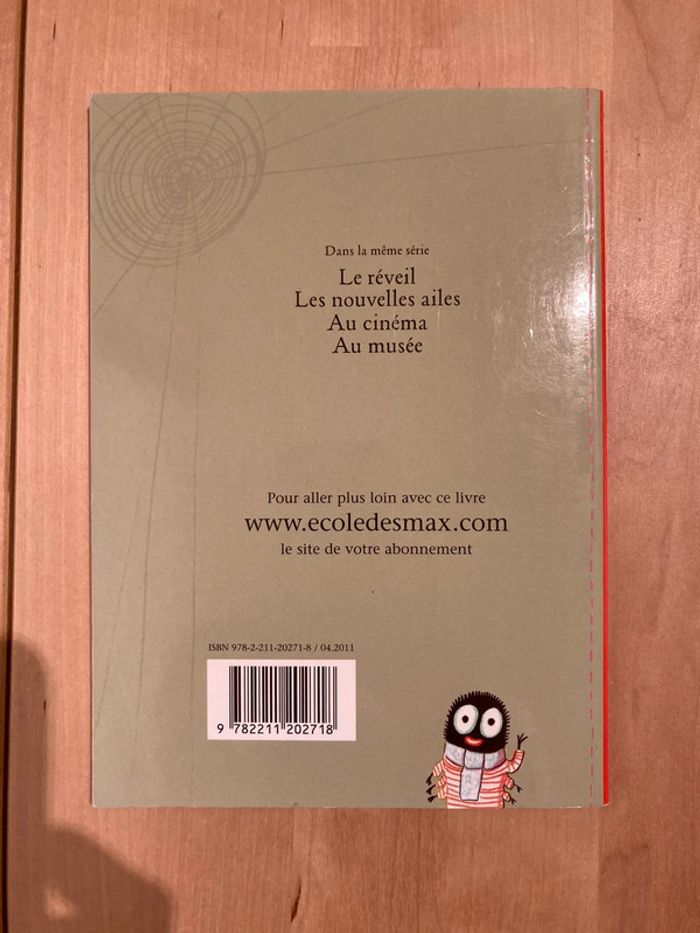 Dans la même série
Le réveil
Les nouvelles ailes
Au cinéma
Au musée
Pour aller plus loin avec ce livre
www.ecoledesmax.com
le site de votre abonnement
ISBN 978-2-211-20271-8 / 04.2011
9 782211 202718